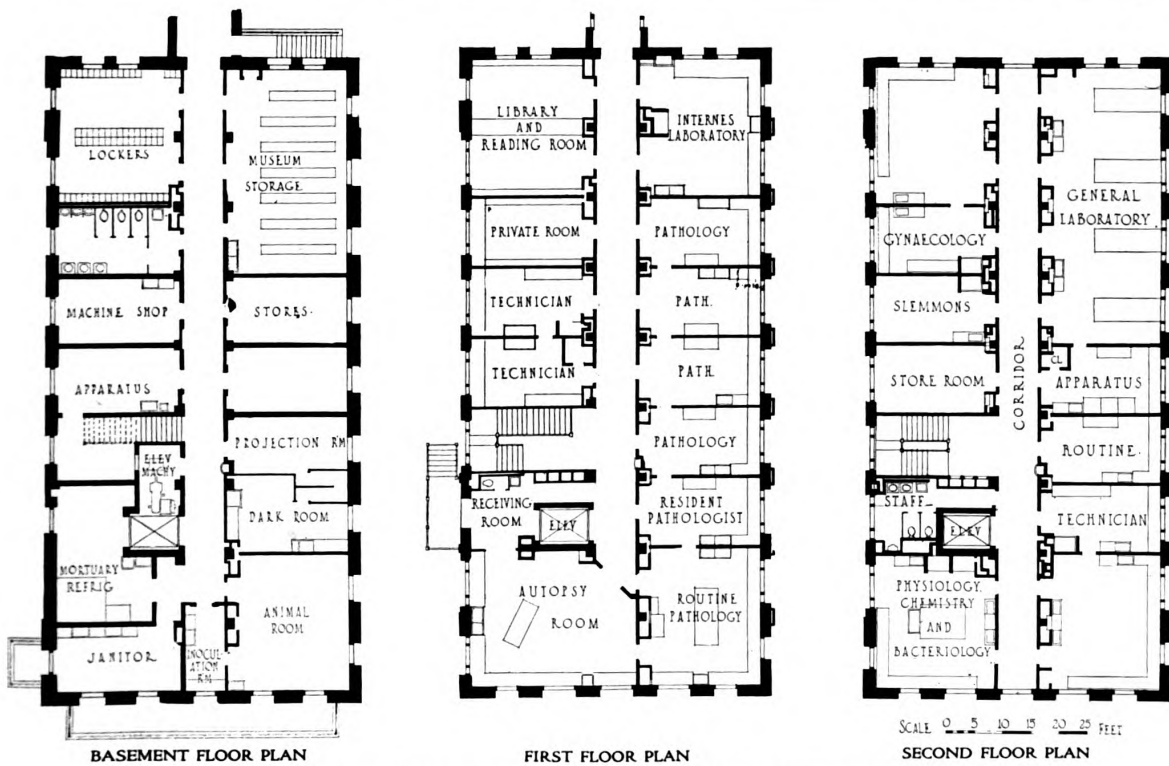 LOCKERS
MUSEUM
STORAGE
MACHINE SHOP
STORES.
APPARATUS
ELEV
MACHY
PROJECTION RM
DARK ROOM
MORTUARY
REFRIG
ANIMAL
ROOM
JANITOR
INOCUL
ATION
RM
BASEMENT FLOOR PLAN
LIBRARY
AND
READING ROOM
INTERNES
LABORATORY
PRIVATE ROOM
PATHOLOGY
TECHNICIAN
PATH.
TECHNICIAN
PATH.
PATHOLOGY
RECEIVING
ROOM
ELEV
RESIDENT
PATHOLOGIST
AUTOPSY
ROOM
ROUTINE
PATHOLOGY
FIRST FLOOR PLAN
GENERAL
LABORATORY
GYNAECOLOGY
SLEMMONS
CORRIDOR
STORE ROOM
CL
APPARATUS
ROUTINE.
STAFF
ELEV
TECHNICIAN
PHYSIOLOGY,
CHEMISTRY
AND
BACTERIOLOGY
SCALE 0 5 10 15 20 25 FEET
SECOND FLOOR PLAN